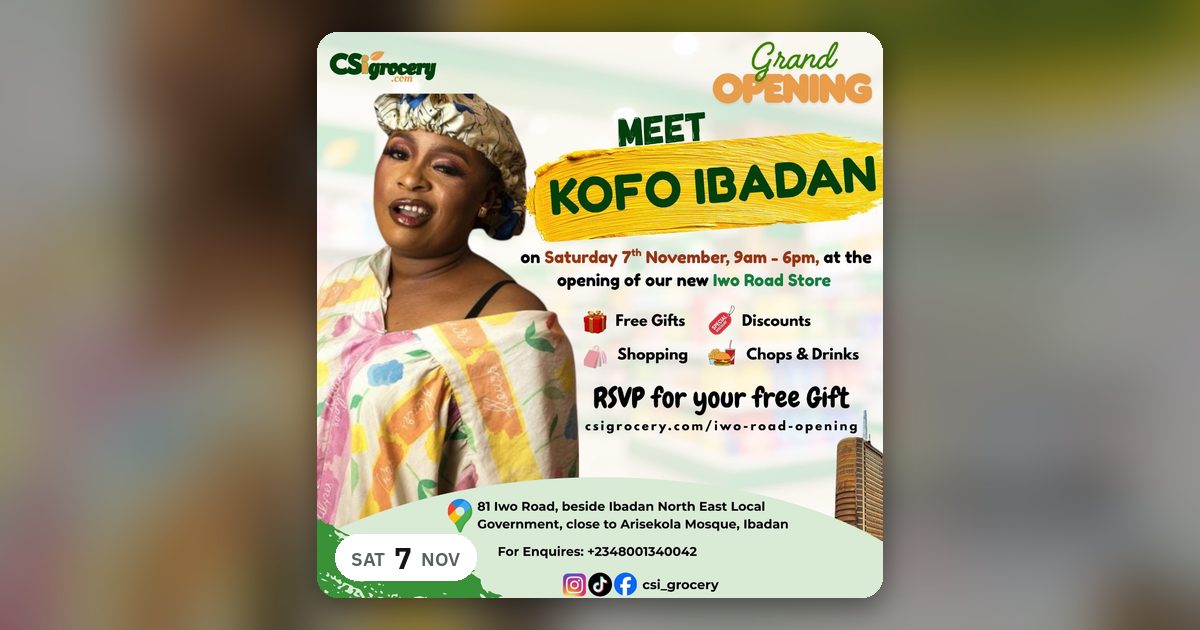 CSigrocery
.com
Grand
OPENING
MEET
KOFO IBADAN
on Saturday 7th November, 9am - 6pm, at the
opening of our new Iwo Road Store
Free Gifts
SPECIAL
Discounts
Shopping
Chops & Drinks
RSVP for your free Gift
csigrocery.com/iwo-road-opening
81 Iwo Road, beside Ibadan North East Local
Government, close to Arisekola Mosque, Ibadan
For Enquires: +2348001340042
csi_grocery
SAT 7 NOV